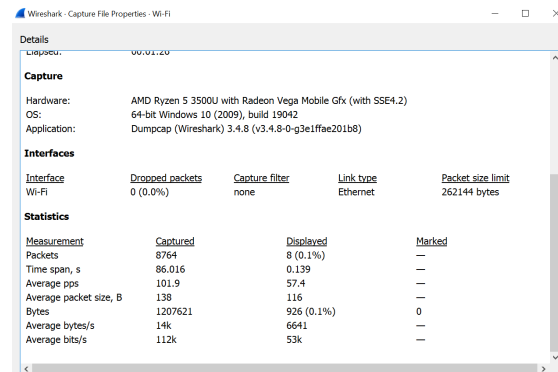 Wireshark · Capture File Properties · Wi-Fi
Details
Elapsed: 00:01:26
Capture
Hardware: AMD Ryzen 5 3500U with Radeon Vega Mobile Gfx (with SSE4.2)
OS: 64-bit Windows 10 (2009), build 19042
Application: Dumpcap (Wireshark) 3.4.8 (v3.4.8-0-g3e1ffae201b8)
Interfaces
Interface Dropped packets Capture filter Link type Packet size limit
Wi-Fi 0 (0.0%) none Ethernet 262144 bytes
Statistics
Measurement Captured Displayed Marked
Packets 8764 8 (0.1%) —
Time span, s 86.016 0.139 —
Average pps 101.9 57.4 —
Average packet size, B 138 116 —
Bytes 1207621 926 (0.1%) 0
Average bytes/s 14k 6641 —
Average bits/s 112k 53k —